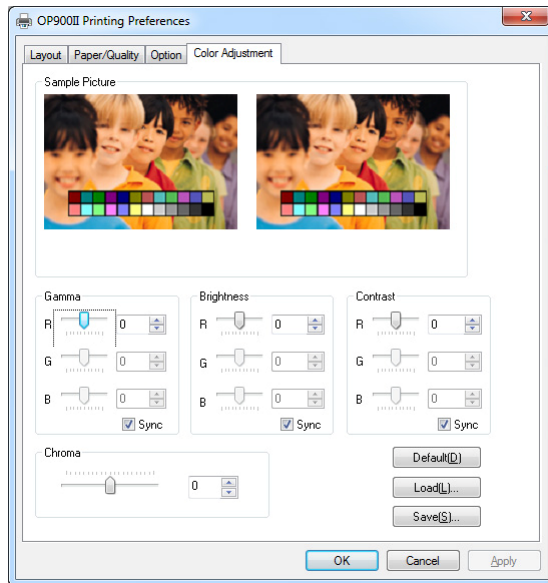 OP900II Printing Preferences
Layout Paper/Quality Option Color Adjustment
Sample Picture
Gamma Brightness Contrast
R 0 R 0 R 0
G 0 G 0 G 0
B 0 B 0 B 0
Sync Sync Sync
Chroma
0
Default(D)
Load(L)...
Save(S)...
OK Cancel Apply